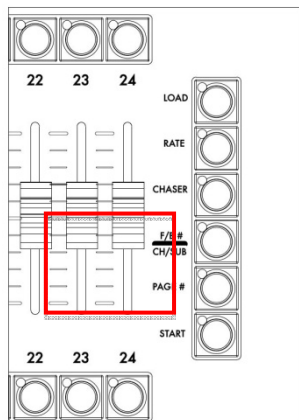 22 23 24
LOAD
RATE
CHASER
F/B #
CH/SUB
PAGE #
START
22 23 24